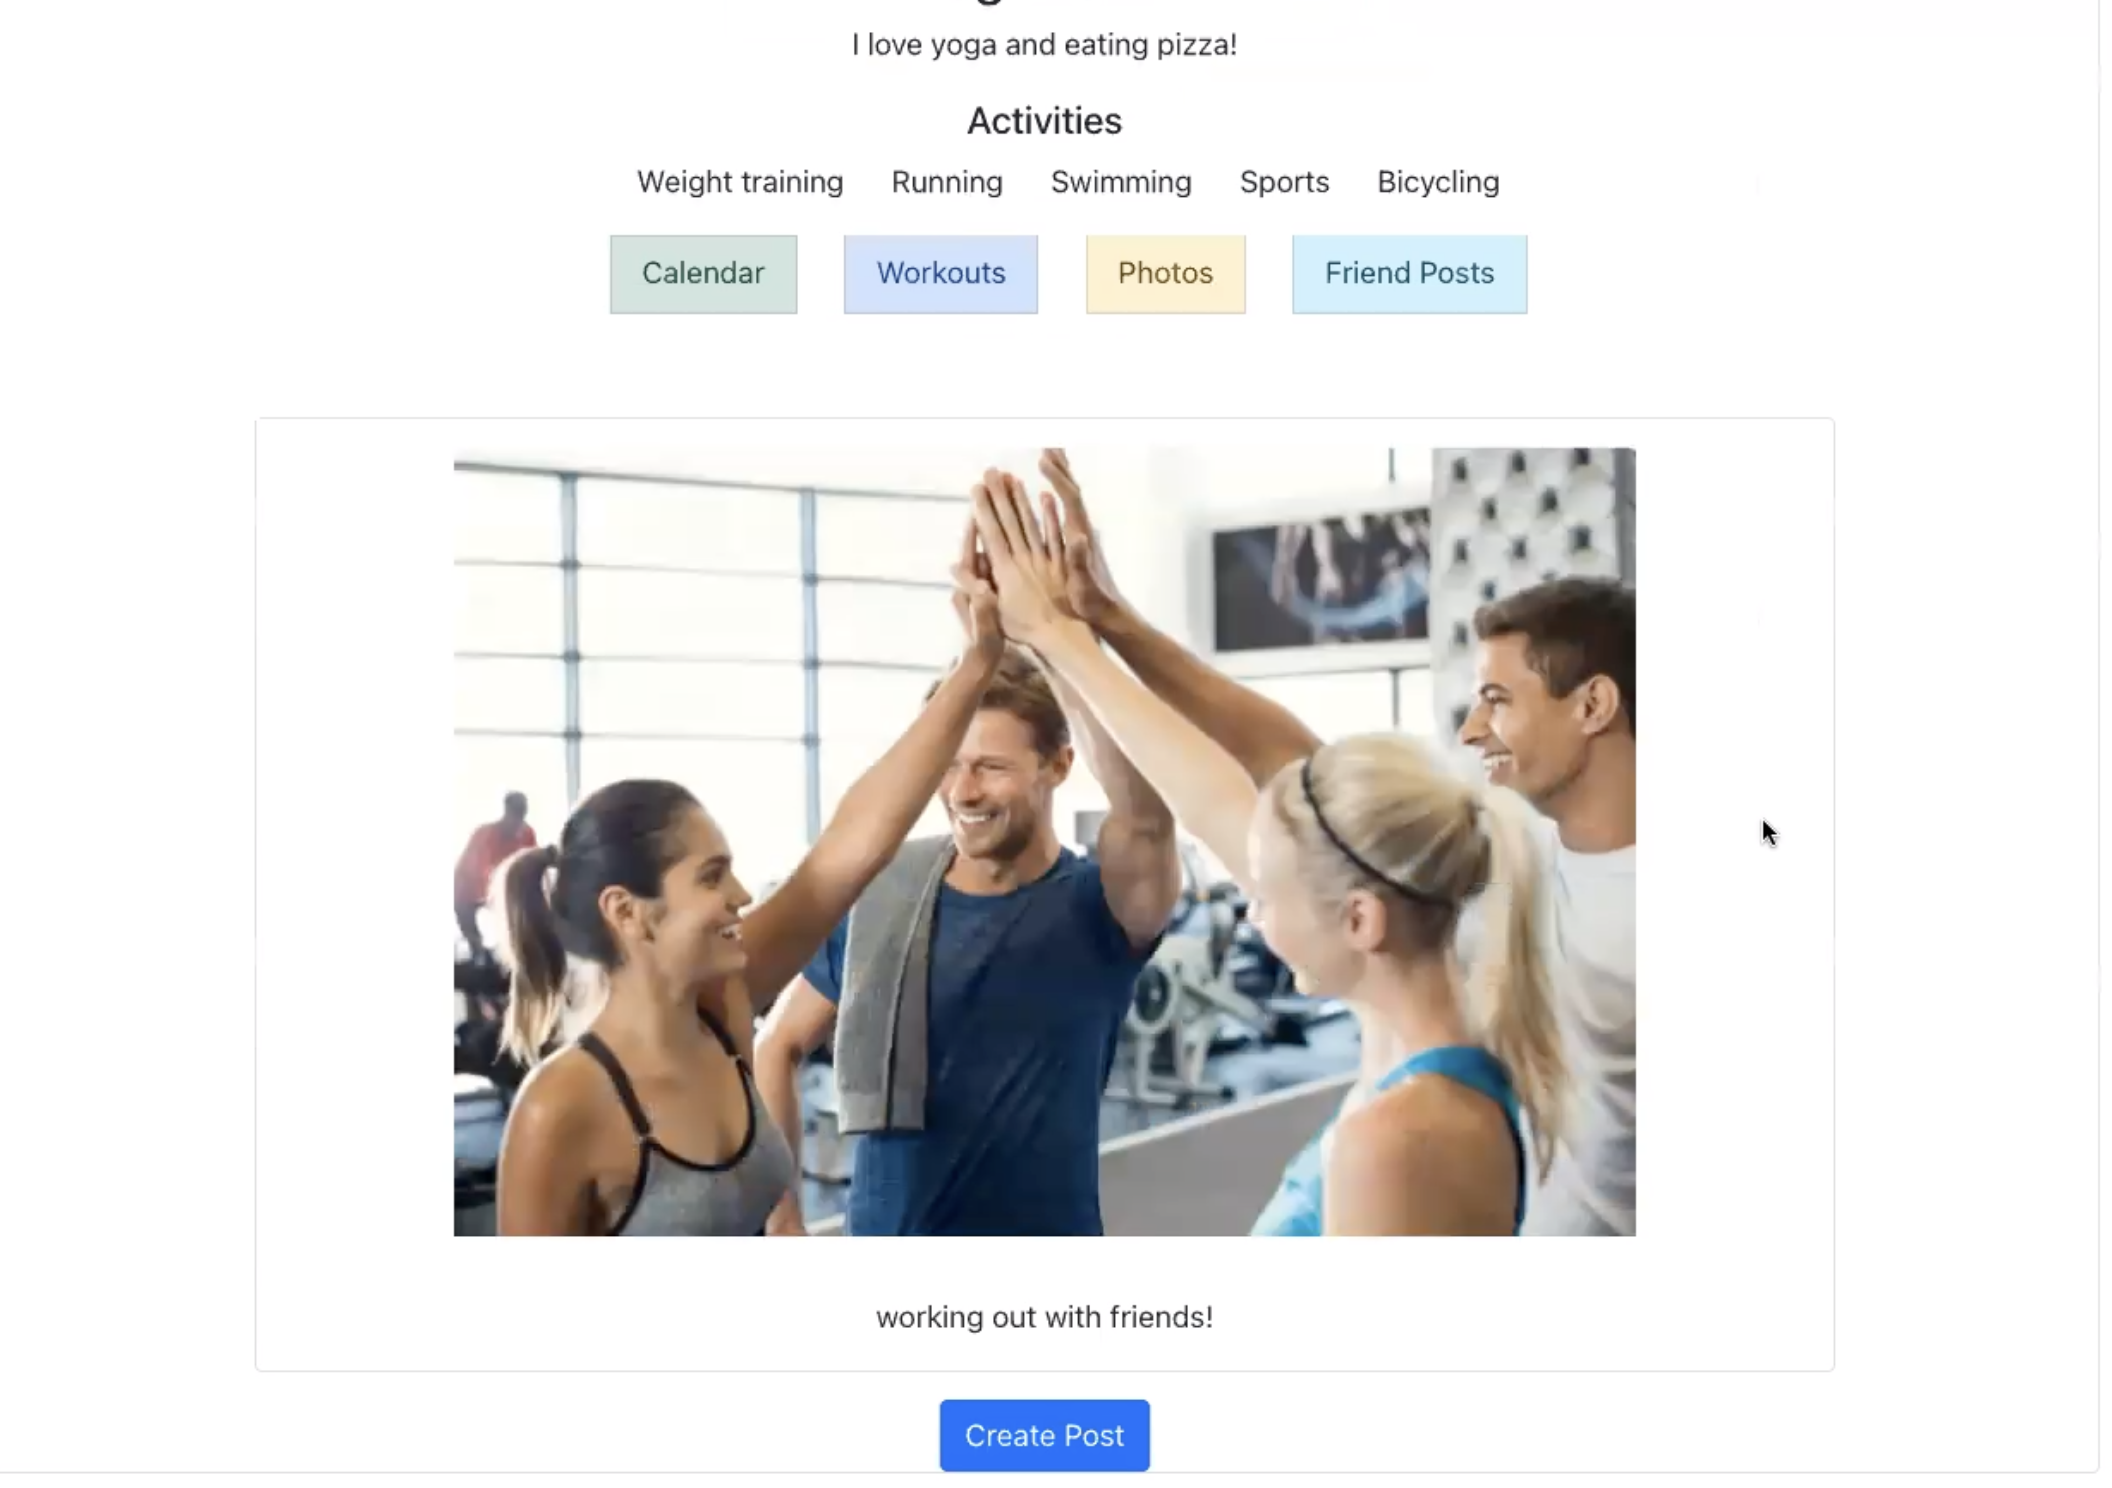 I love yoga and eating pizza!
Activities
Weight training Running Swimming Sports Bicycling
Calendar Workouts Photos Friend Posts
working out with friends!
Create Post